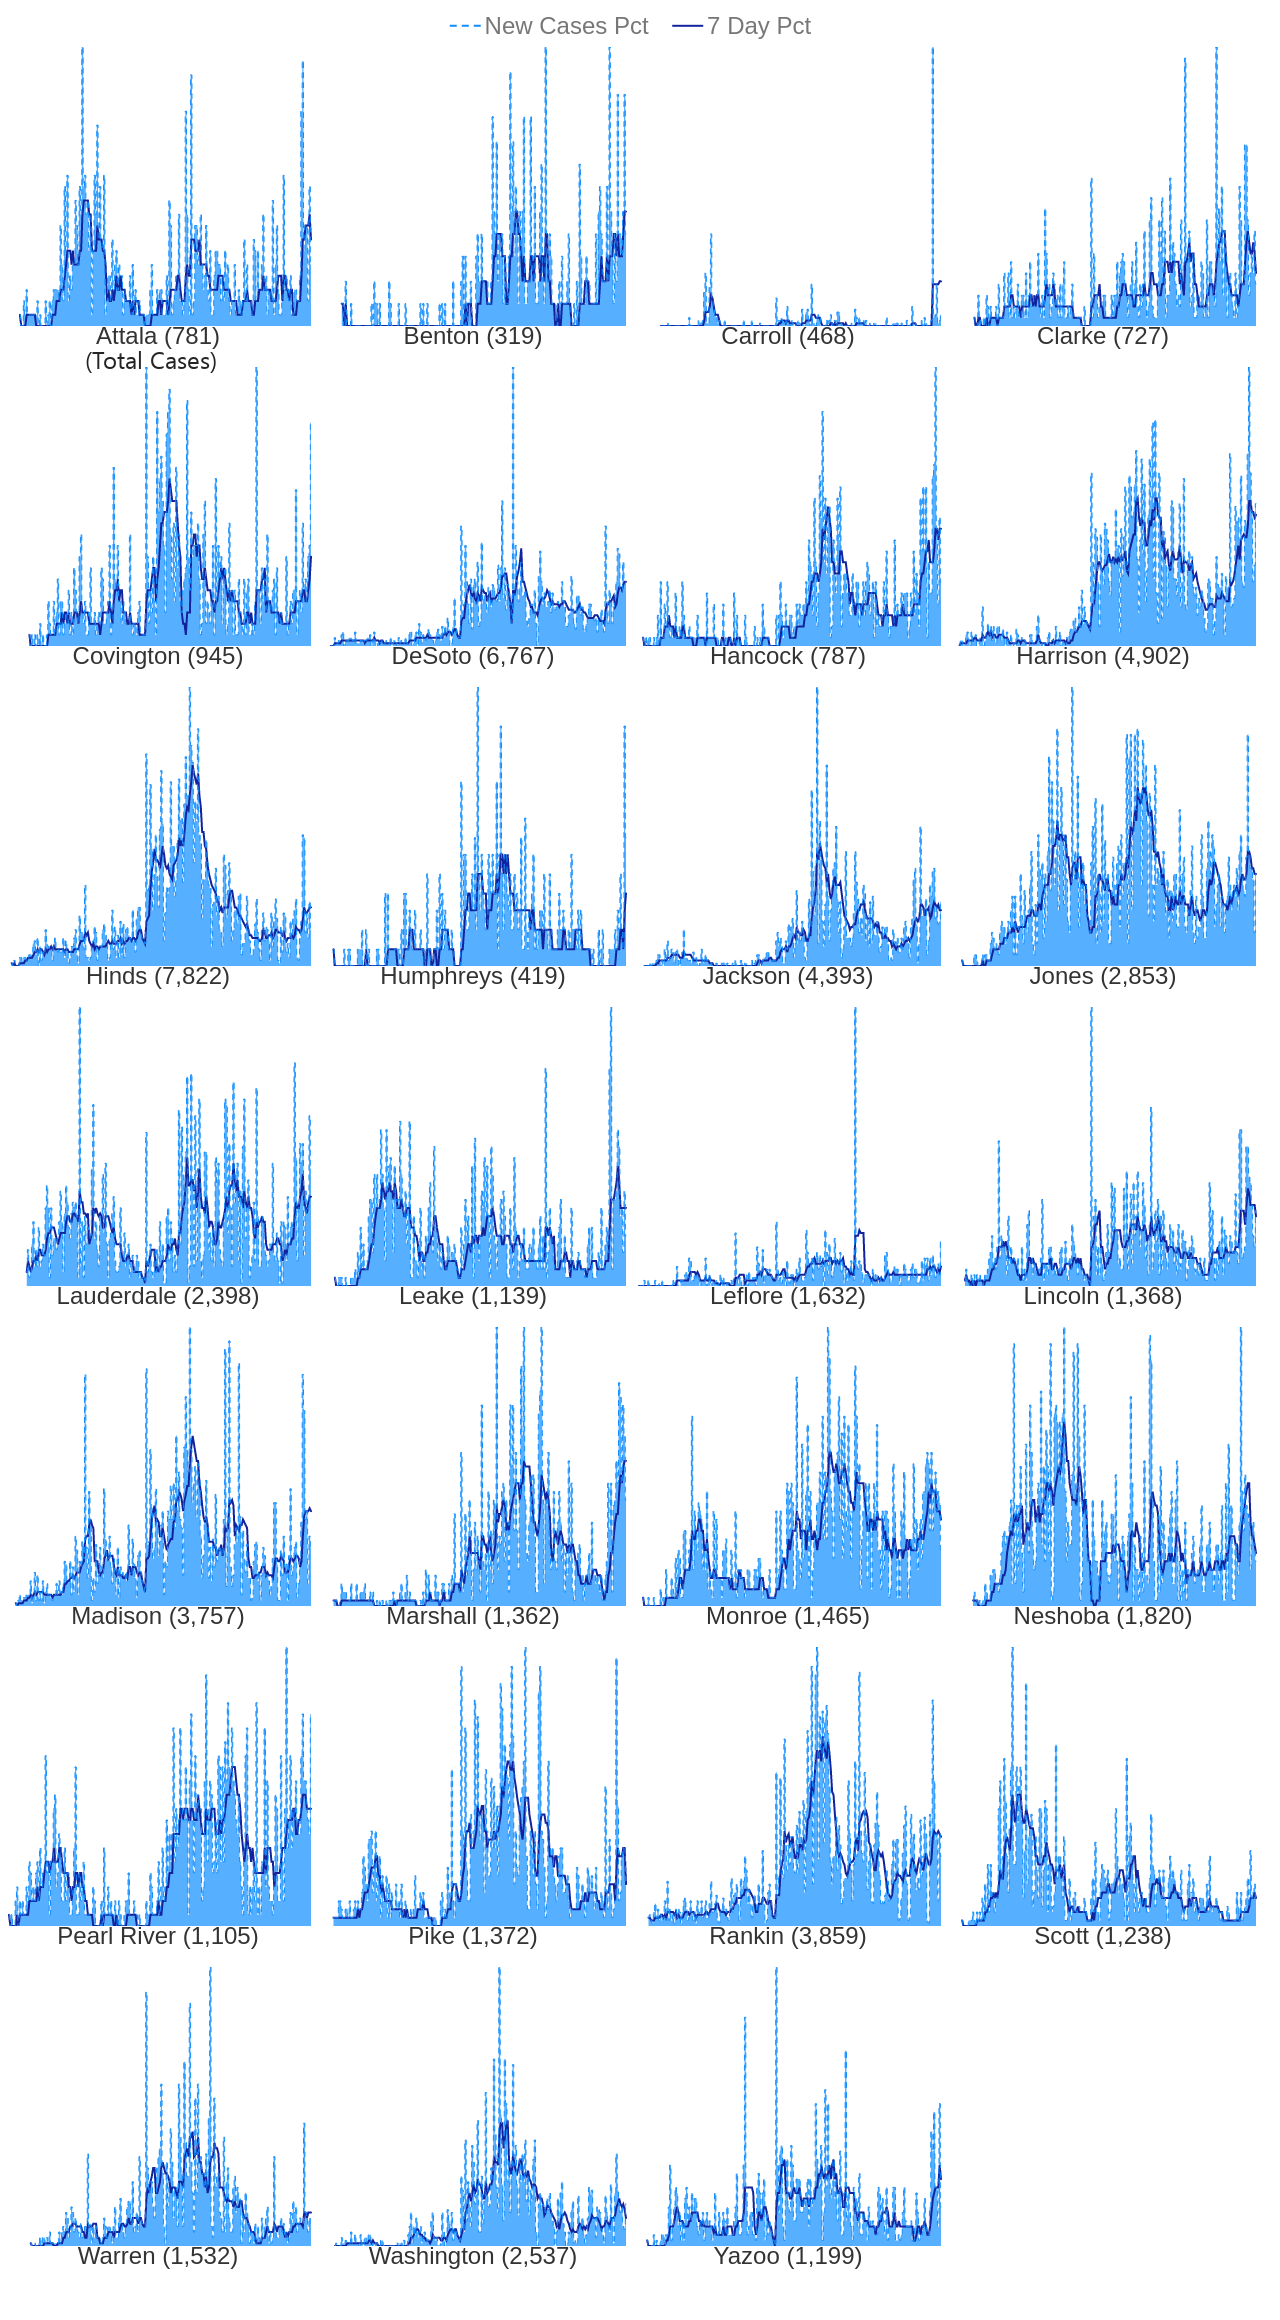 New Cases Pct 7 Day Pct
Attala (781) Benton (319) Carroll (468) Clarke (727)
(Total Cases)
Covington (945) DeSoto (6,767) Hancock (787) Harrison (4,902)
Hinds (7,822) Humphreys (419) Jackson (4,393) Jones (2,853)
Lauderdale (2,398) Leake (1,139) Leflore (1,632) Lincoln (1,368)
Madison (3,757) Marshall (1,362) Monroe (1,465) Neshoba (1,820)
Pearl River (1,105) Pike (1,372) Rankin (3,859) Scott (1,238)
Warren (1,532) Washington (2,537) Yazoo (1,199)